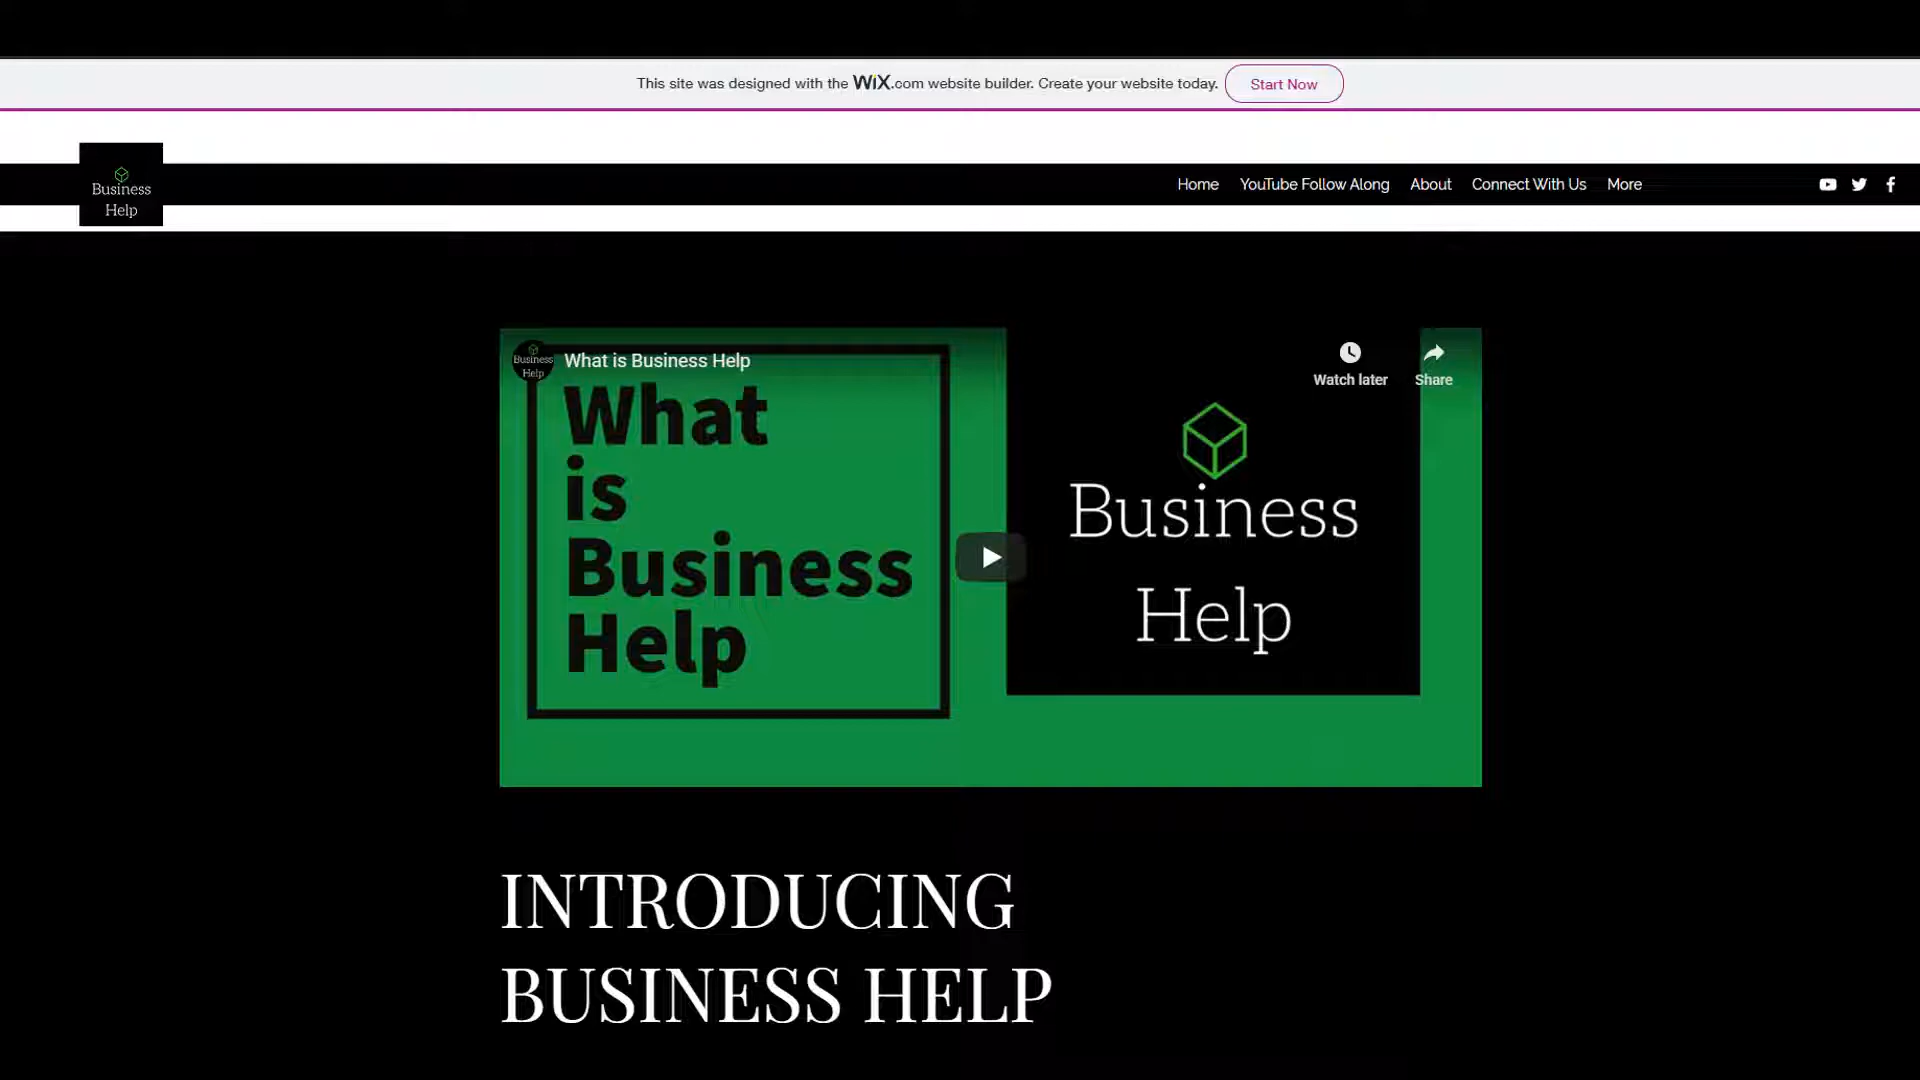 This site was designed with the WiX.com website builder. Create your website today. Start Now
Business
Help
Home YouTube Follow Along About Connect With Us More
Business
Help
What is Business Help
Watch later
Share
What
is
Business
Help
Business
Help
INTRODUCING
BUSINESS HELP